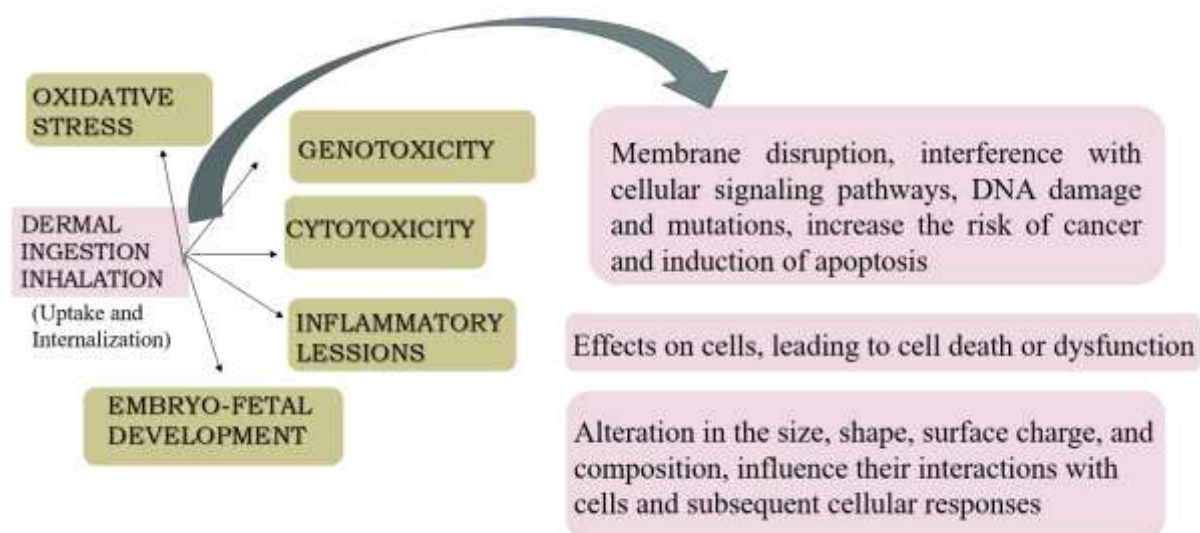 OXIDATIVE
STRESS
GENOTOXICITY
CYTOTOXICITY
DERMAL
INGESTION
INHALATION
(Uptake and
Internalization)
INFLAMMATORY
LESSIONS
EMBRYO-FETAL
DEVELOPMENT
Membrane disruption, interference with
cellular signaling pathways, DNA damage
and mutations, increase the risk of cancer
and induction of apoptosis
Effects on cells, leading to cell death or dysfunction
Alteration in the size, shape, surface charge, and
composition, influence their interactions with
cells and subsequent cellular responses